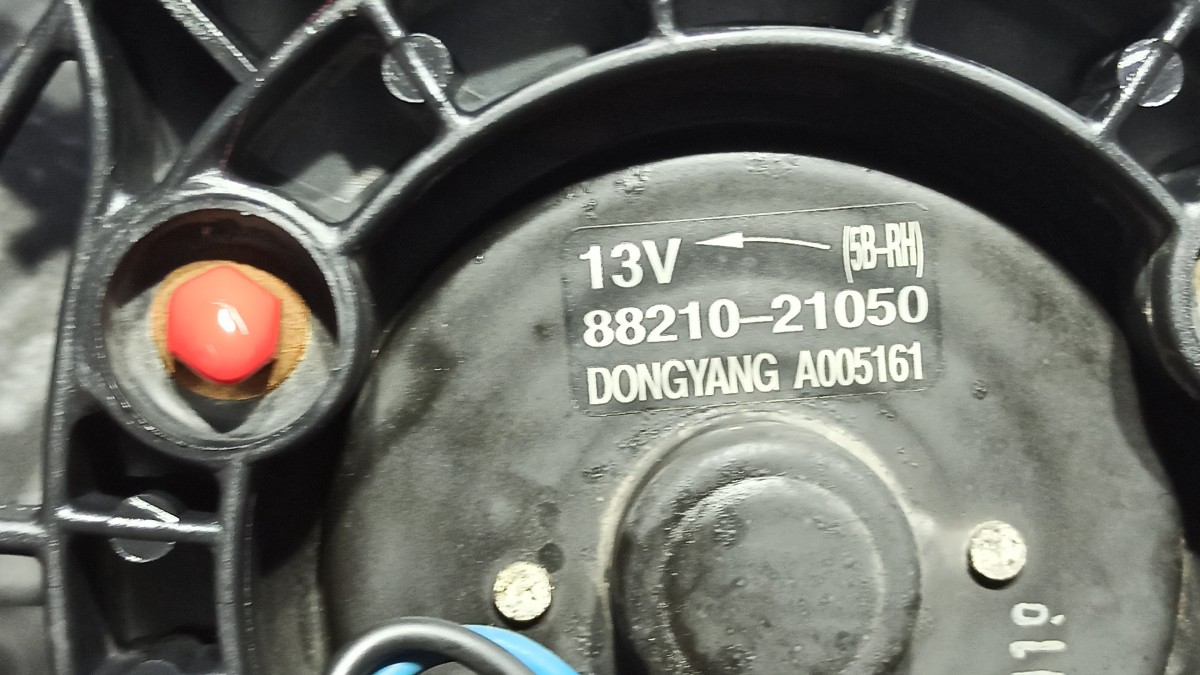 13V (5B-RH)
88210-21050
DONGYANG A005161